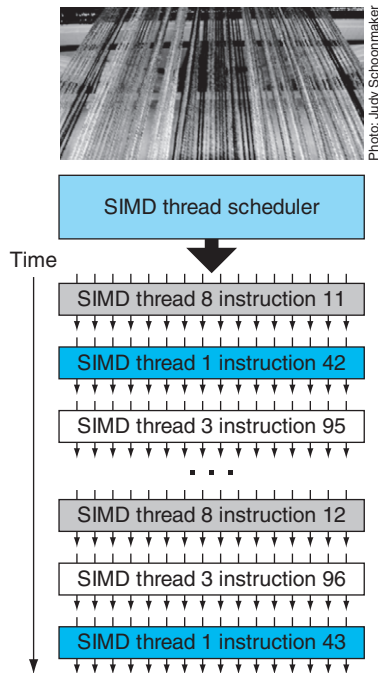 Photo: Judy Schoonmaker
SIMD thread scheduler
Time
SIMD thread 8 instruction 11
SIMD thread 1 instruction 42
SIMD thread 3 instruction 95
. . .
SIMD thread 8 instruction 12
SIMD thread 3 instruction 96
SIMD thread 1 instruction 43